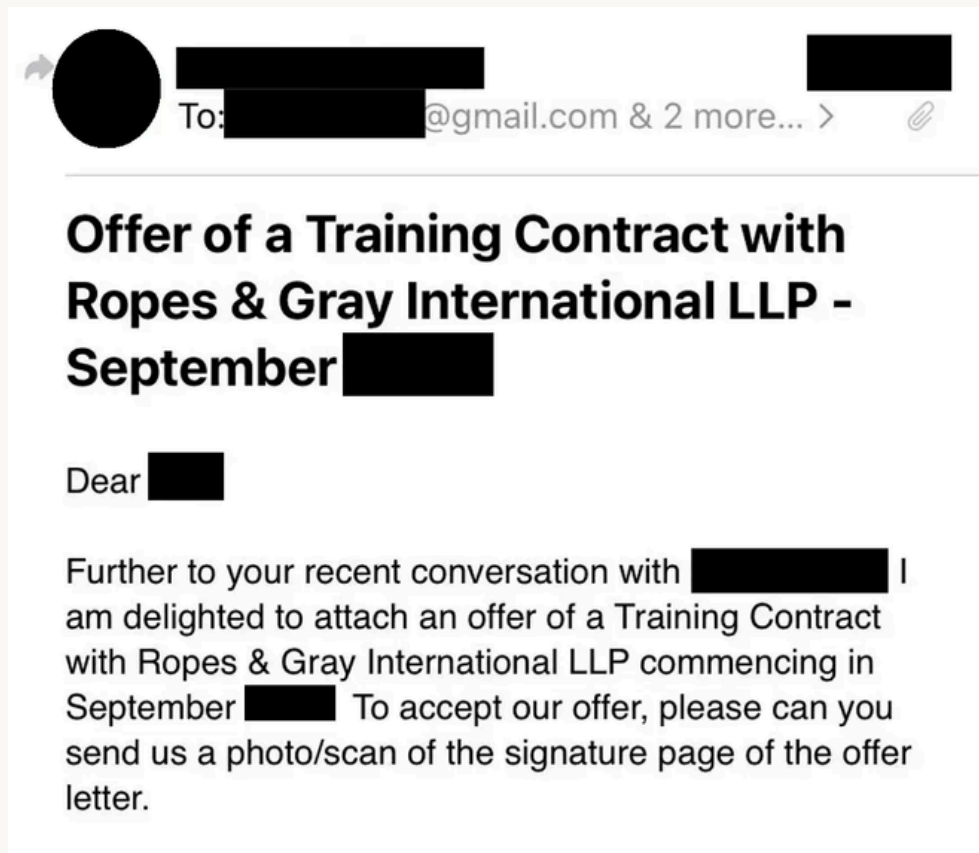 To: @gmail.com & 2 more... >
Offer of a Training Contract with
Ropes & Gray International LLP -
September
Dear
Further to your recent conversation with I
am delighted to attach an offer of a Training Contract
with Ropes & Gray International LLP commencing in
September To accept our offer, please can you
send us a photo/scan of the signature page of the offer
letter.